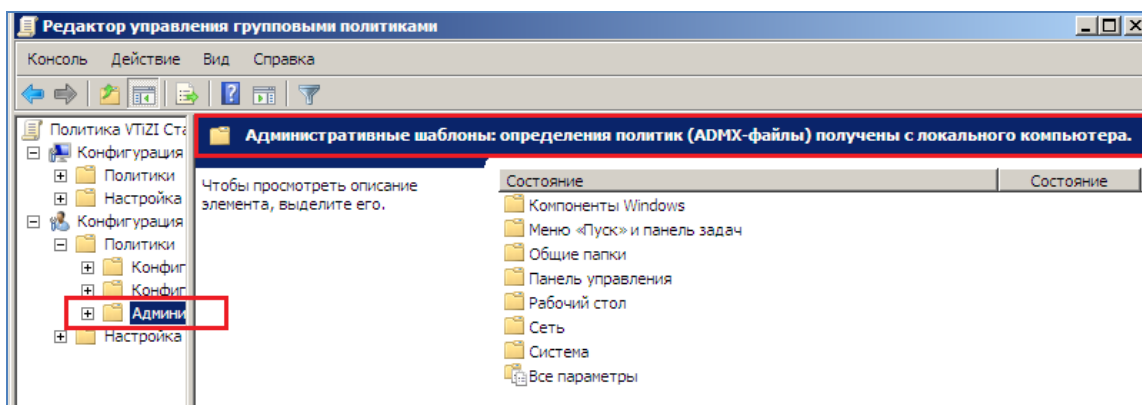 Редактор управления групповыми политиками
Консоль Действие Вид Справка
Политика VTiZI Ста
Конфигурация
Политики
Настройка
Конфигурация
Политики
Конфиг
Конфиг
Админи
Настройка
Административные шаблоны: определения политик (ADMX-файлы) получены с локального компьютера.
Чтобы просмотреть описание
элемента, выделите его.
Состояние Состояние
Компоненты Windows
Меню «Пуск» и панель задач
Общие папки
Панель управления
Рабочий стол
Сеть
Система
Все параметры